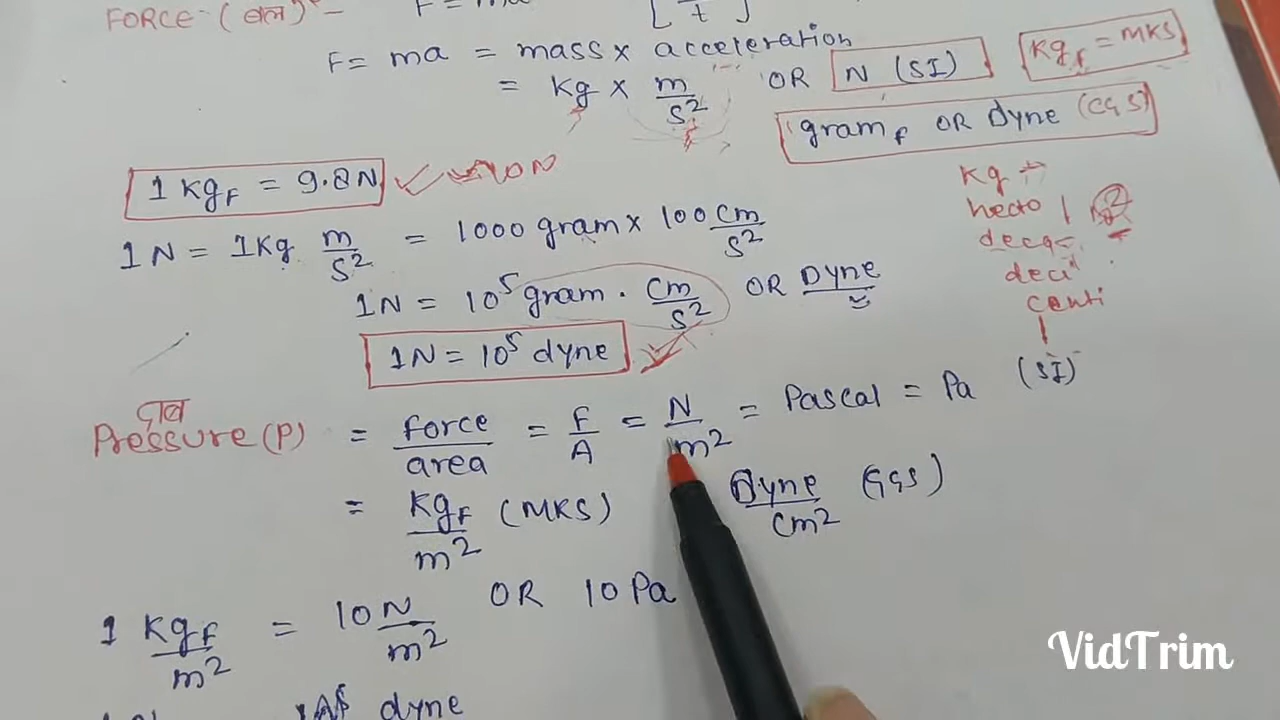 FORCE - (बल) - F = ma [ /t ]
F = ma = mass × acceleration
= kg × m/s² OR N (SI) kgf = MKS
gramf OR Dyne (CGS)
1 kgF = 9.8N 10N
kg
hecto
deca
deci
centi
1N = 1kg m/s² = 1000 gram × 100 cm/s²
1N = 10⁵ gram . cm/s² OR Dyne
1N = 10⁵ dyne
दाब
Pressure (P) = force/area = F/A = N/m² = Pascal = Pa (SI)
= kgF/m² (MKS) Dyne/cm² (CGS)
1 kgF/m² = 10 N/m² OR 10 Pa
dyne
VidTrim